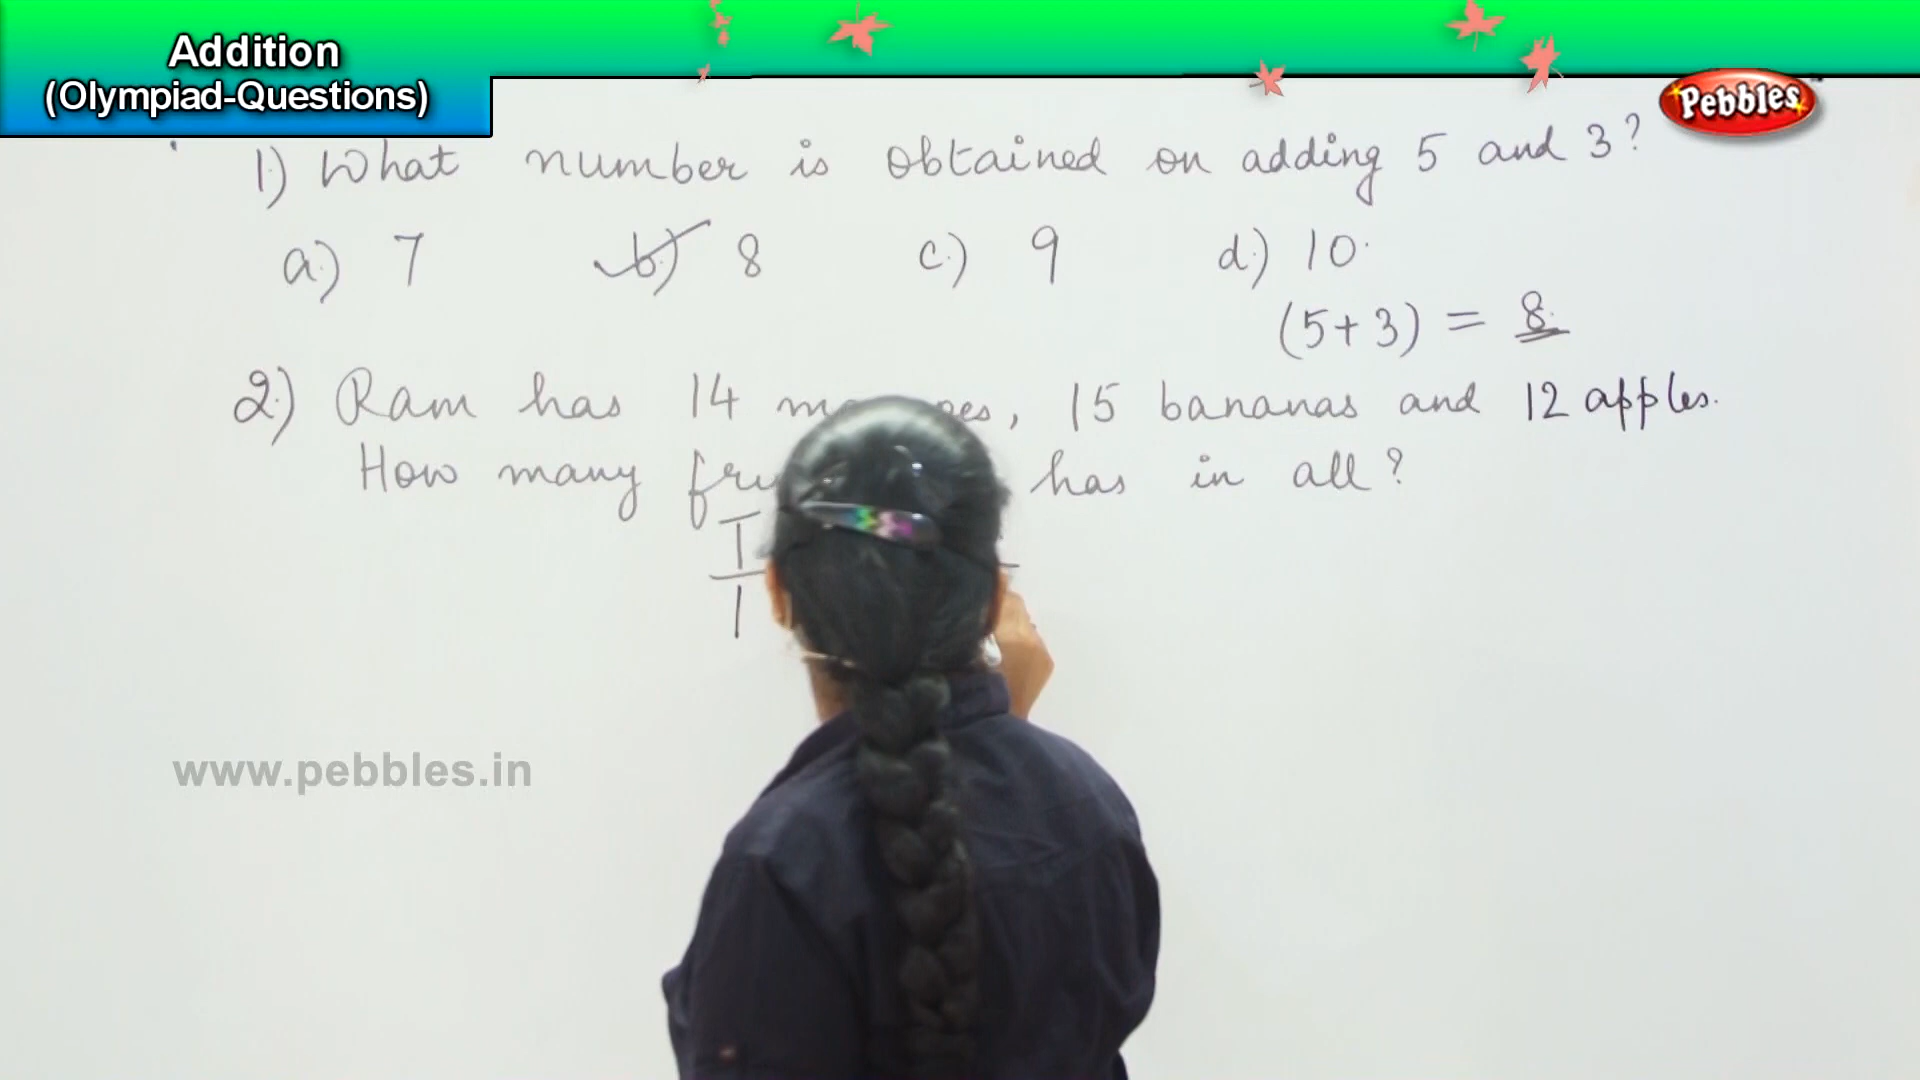 Addition
(Olympiad-Questions)
Pebbles
1) What number is obtained on adding 5 and 3?
a.) 7 b.) 8 c.) 9 d.) 10.
(5+3) = 8.
2.) Ram has 14 , 15 bananas and 12 apples.
How many has in all?
T
1
www.pebbles.in